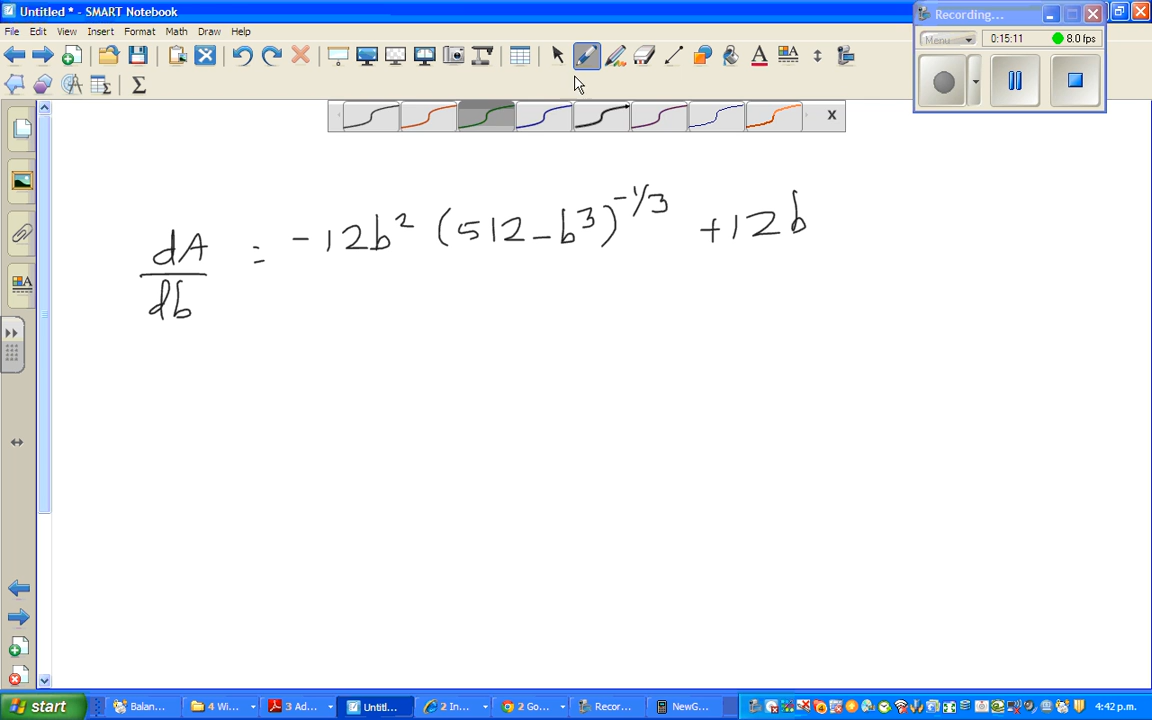 Untitled * - SMART Notebook
Recording...
File Edit View Insert Format Math Draw Help
Menu 0:15:11 8.0 fps
x
dA/db = -12b² (512-b³)^-1/3 +12b
start Balan... 4 Wi... 3 Ad... Untitl... 2 In... 2 Go... Recor... NewG... 4:42 p.m.